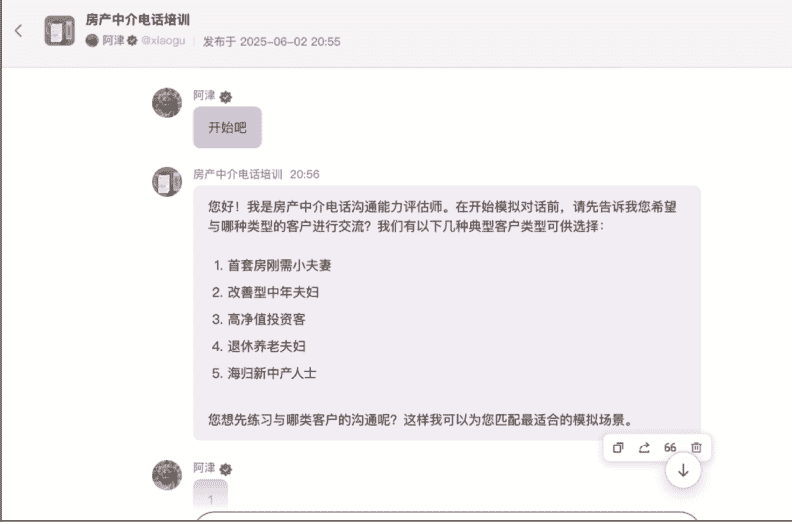 房产中介电话培训
阿津 @xiaogu 发布于 2025-06-02 20:55
阿津
开始吧
房产中介电话培训 20:56
您好！我是房产中介电话沟通能力评估师。在开始模拟对话前，请先告诉我您希望
与哪种类型的客户进行交流？我们有以下几种典型客户类型可供选择：
1. 首套房刚需小夫妻
2. 改善型中年夫妇
3. 高净值投资客
4. 退休养老夫妇
5. 海归新中产人士
您想先练习与哪类客户的沟通呢？这样我可以为您匹配最适合的模拟场景。
阿津
1